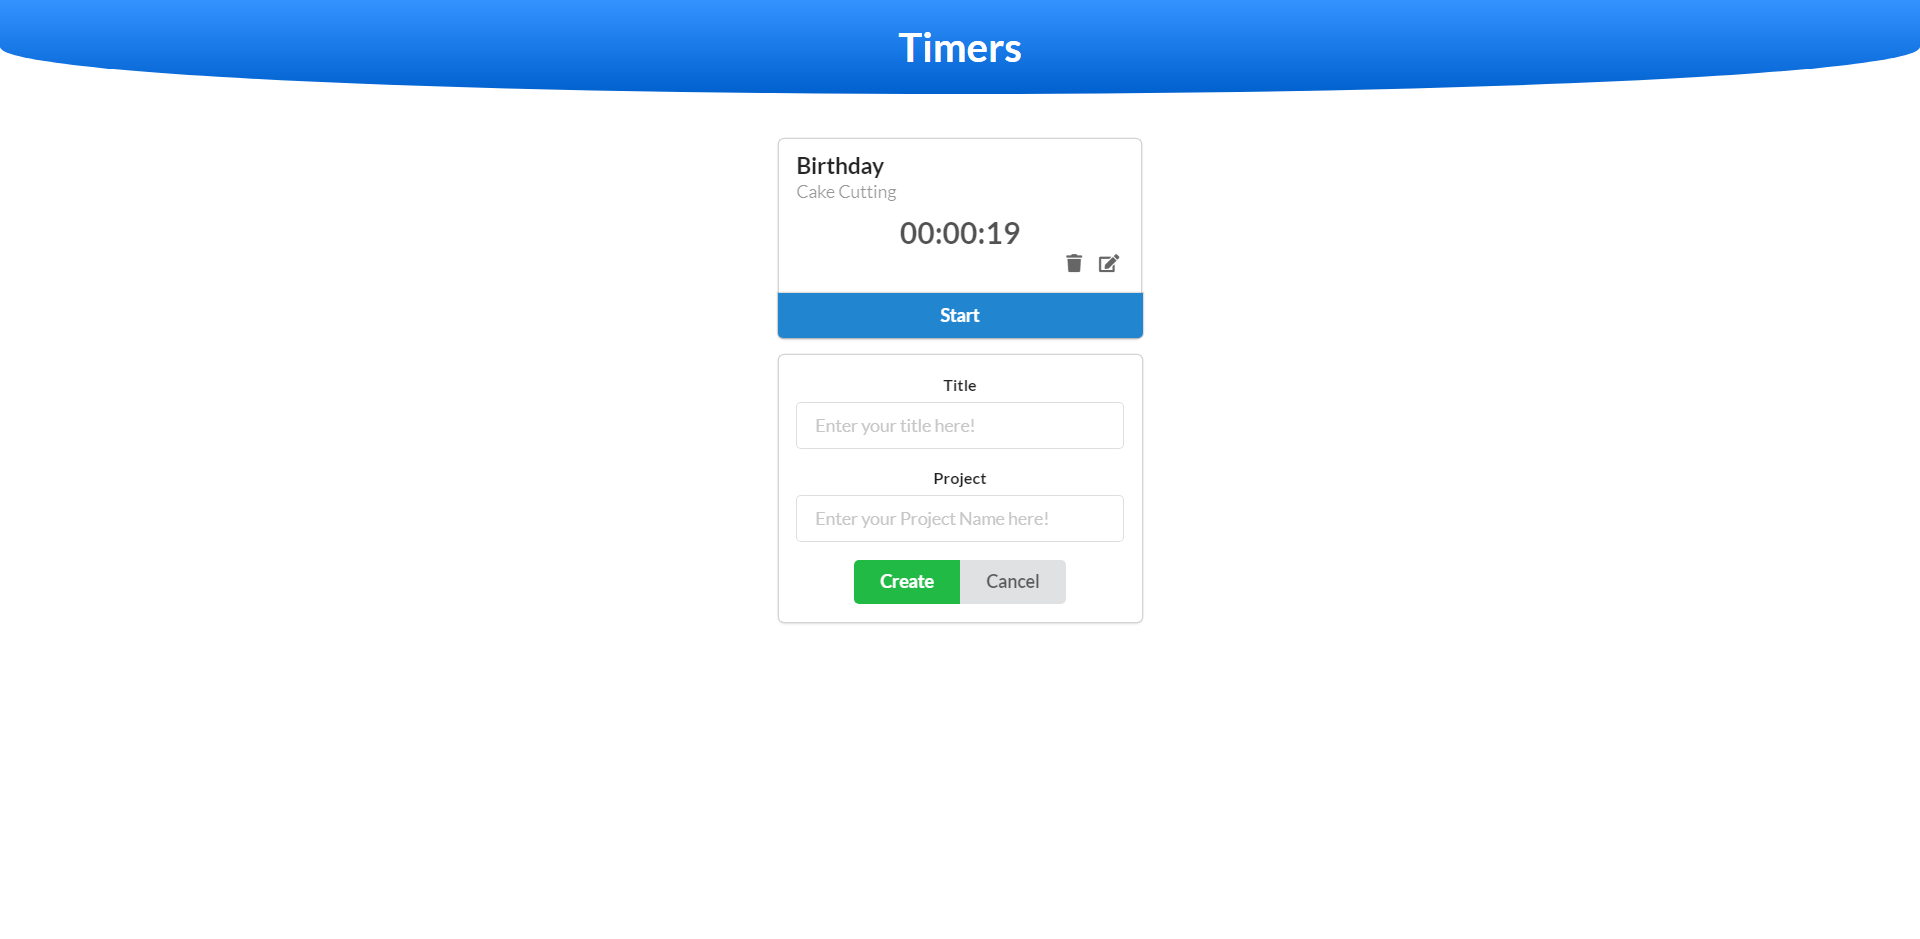 Timers
Birthday
Cake Cutting
00:00:19
Start
Title
Enter your title here!
Project
Enter your Project Name here!
Create Cancel